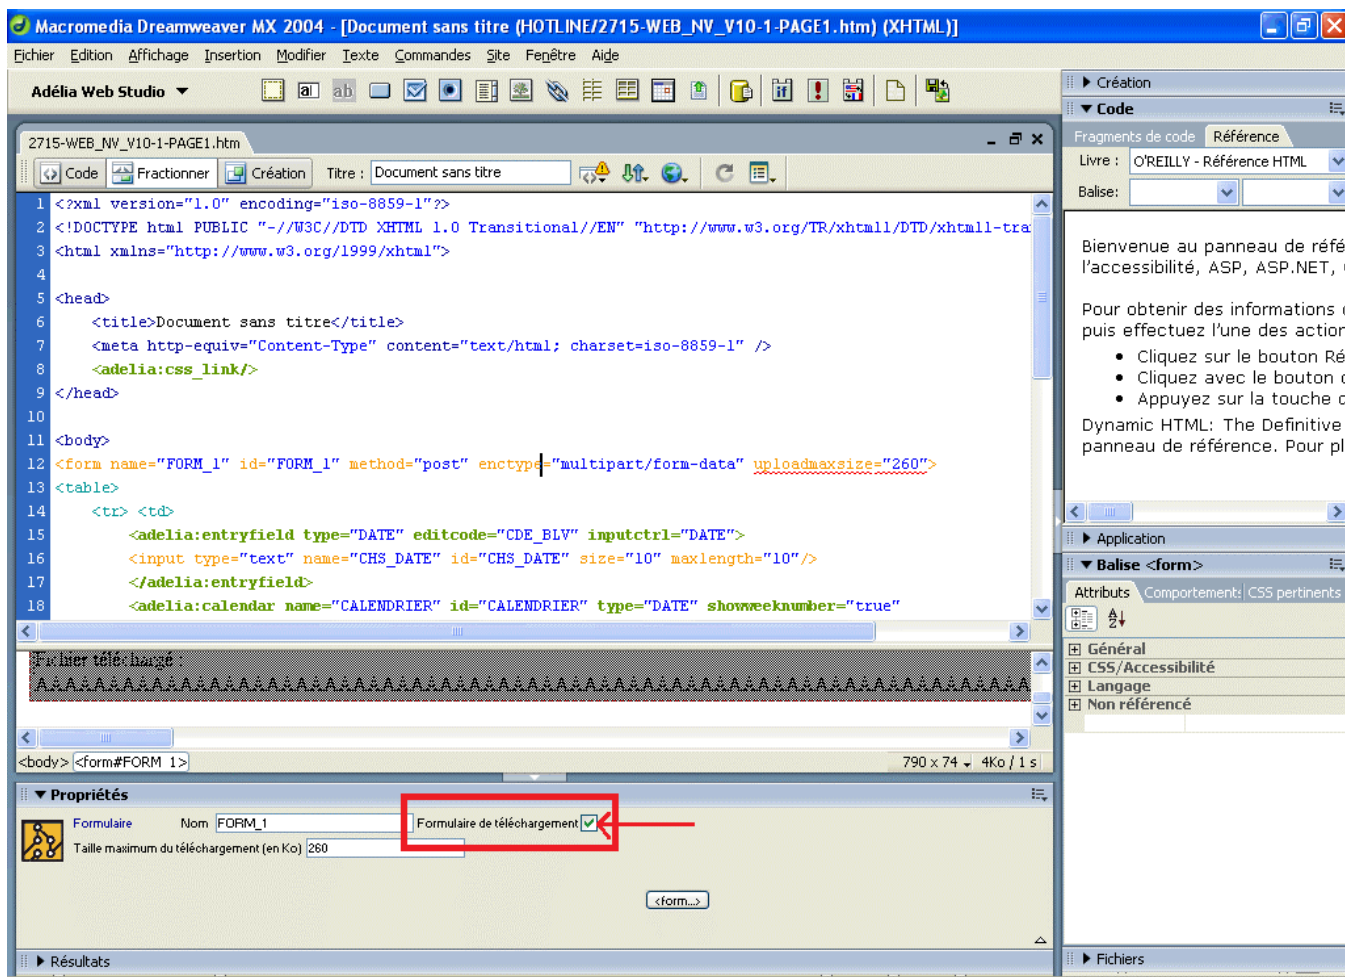 Macromedia Dreamweaver MX 2004 - [Document sans titre (HOTLINE/2715-WEB_NV_V10-1-PAGE1.htm) (XHTML)]
Fichier Edition Affichage Insertion Modifier Texte Commandes Site Fenêtre Aide
Adélia Web Studio
2715-WEB_NV_V10-1-PAGE1.htm
Code Fractionner Création Titre : Document sans titre
1 <?xml version="1.0" encoding="iso-8859-1"?>
2 <!DOCTYPE html PUBLIC "-//W3C//DTD XHTML 1.0 Transitional//EN" "http://www.w3.org/TR/xhtml1/DTD/xhtml1-tra
3 <html xmlns="http://www.w3.org/1999/xhtml">
4
5 <head>
6 <title>Document sans titre</title>
7 <meta http-equiv="Content-Type" content="text/html; charset=iso-8859-1" />
8 <adelia:css_link/>
9 </head>
10
11 <body>
12 <form name="FORM_1" id="FORM_1" method="post" enctype="multipart/form-data" uploadmaxsize="260">
13 <table>
14 <tr> <td>
15 <adelia:entryfield type="DATE" editcode="CDE_BLV" inputctrl="DATE">
16 <input type="text" name="CHS_DATE" id="CHS_DATE" size="10" maxlength="10"/>
17 </adelia:entryfield>
18 <adelia:calendar name="CALENDRIER" id="CALENDRIER" type="DATE" showweeknumber="true"
Fichier téléchargé :
<body> <form#FORM_1>
790 x 74 4Ko / 1 s
Propriétés
Formulaire Nom FORM_1 Formulaire de téléchargement
Taille maximum du téléchargement (en Ko) 260
<form...>
Résultats
Création
Code
Fragments de code Référence
Livre : O'REILLY - Référence HTML
Balise:
Bienvenue au panneau de réfé
l'accessibilité, ASP, ASP.NET,
Pour obtenir des informations
puis effectuez l'une des action
• Cliquez sur le bouton Ré
• Cliquez avec le bouton
• Appuyez sur la touche
Dynamic HTML: The Definitive
panneau de référence. Pour pl
Application
Balise <form>
Attributs Comportements CSS pertinents
Général
CSS/Accessibilité
Langage
Non référencé
Fichiers